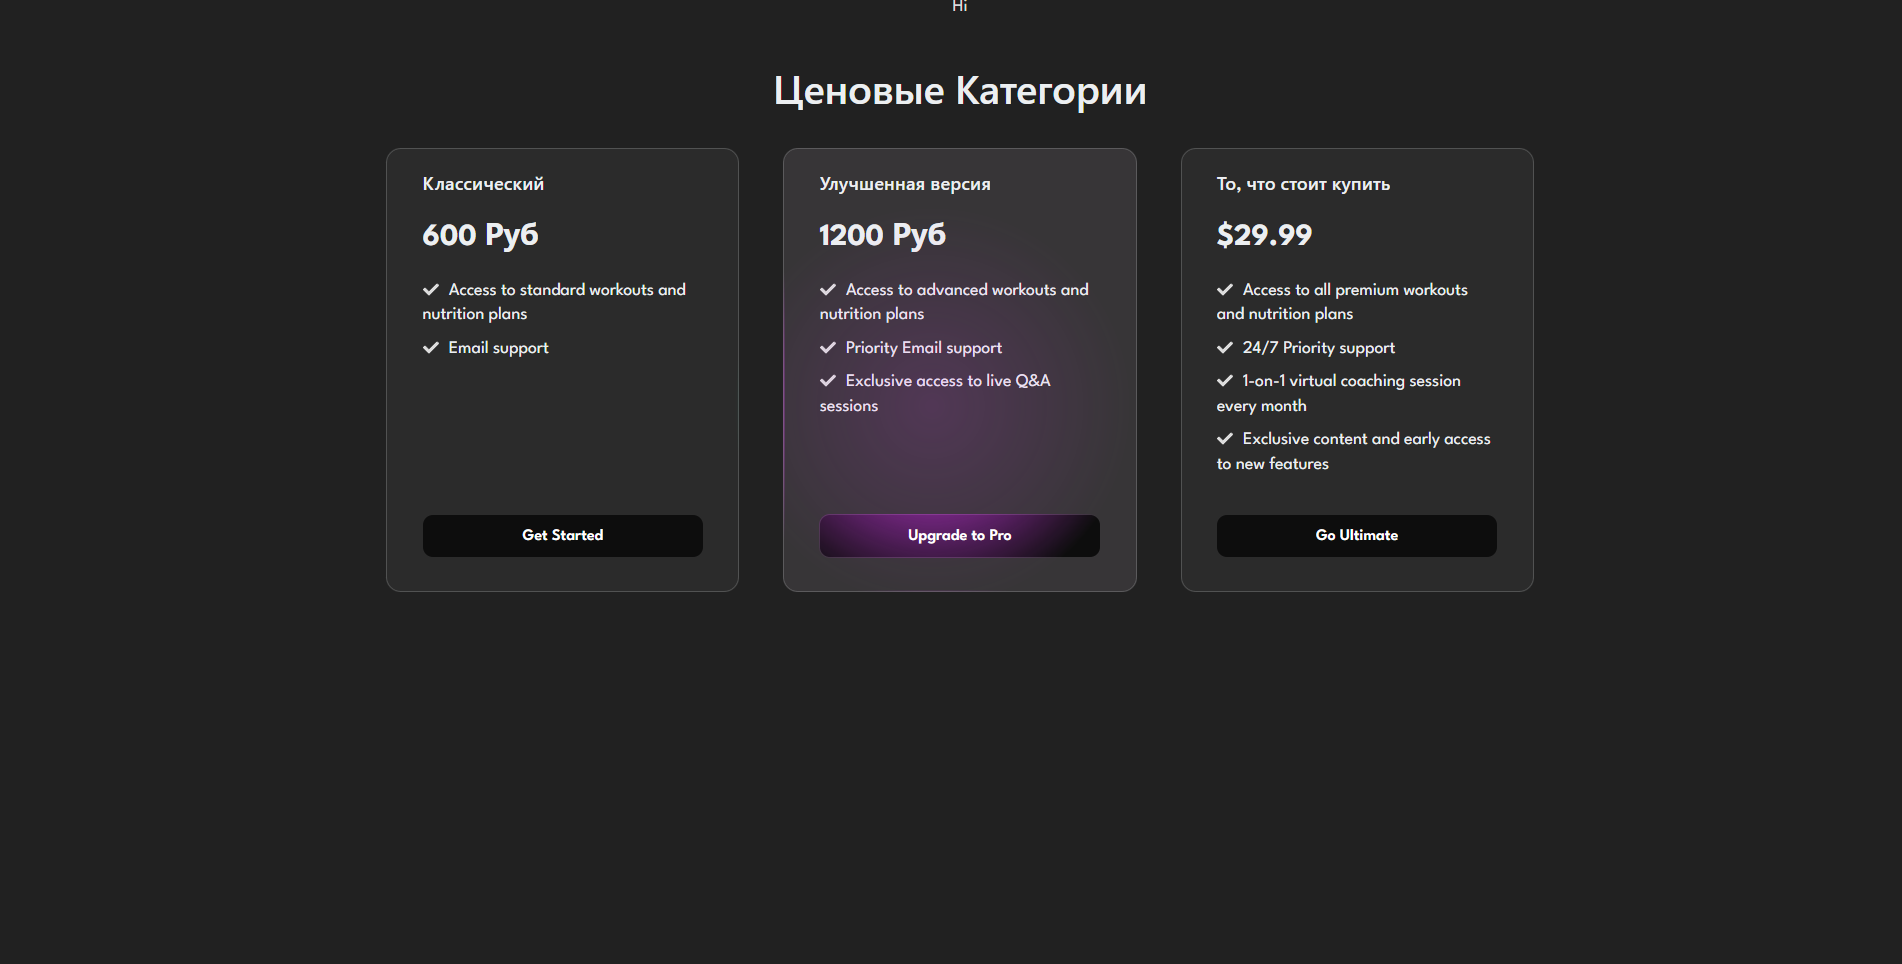 Hi
Ценовые Категории
Классический
600 Руб
Access to standard workouts and
nutrition plans
Email support
Get Started
Улучшенная версия
1200 Руб
Access to advanced workouts and
nutrition plans
Priority Email support
Exclusive access to live Q&A
sessions
Upgrade to Pro
То, что стоит купить
$29.99
Access to all premium workouts
and nutrition plans
24/7 Priority support
1-on-1 virtual coaching session
every month
Exclusive content and early access
to new features
Go Ultimate